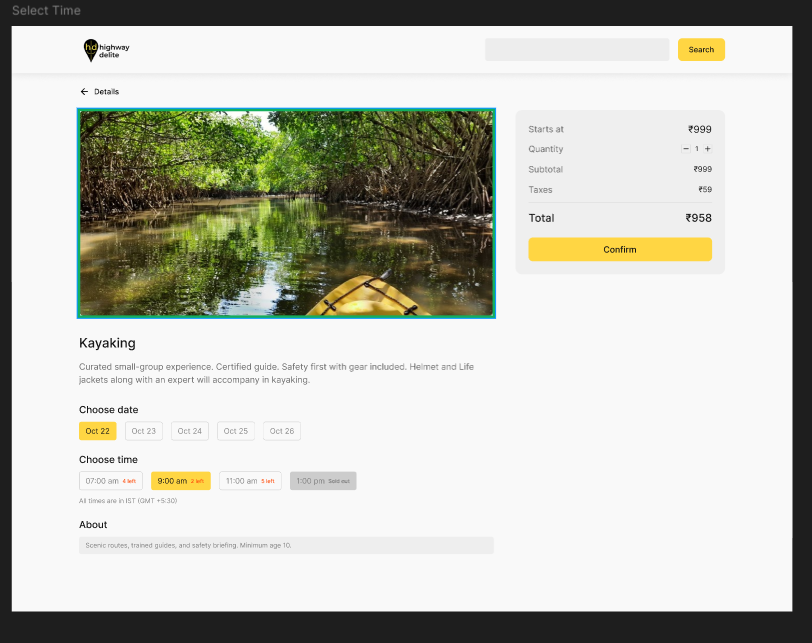 Select Time
hd highway
delite
Search
← Details
Starts at ₹999
Quantity − 1 +
Subtotal ₹999
Taxes ₹59
Total ₹958
Confirm
Kayaking
Curated small-group experience. Certified guide. Safety first with gear included. Helmet and Life
jackets along with an expert will accompany in kayaking.
Choose date
Oct 22 Oct 23 Oct 24 Oct 25 Oct 26
Choose time
07:00 am 4 left 9:00 am 2 left 11:00 am 5 left 1:00 pm Sold out
All times are in IST (GMT +5:30)
About
Scenic routes, trained guides, and safety briefing. Minimum age 10.